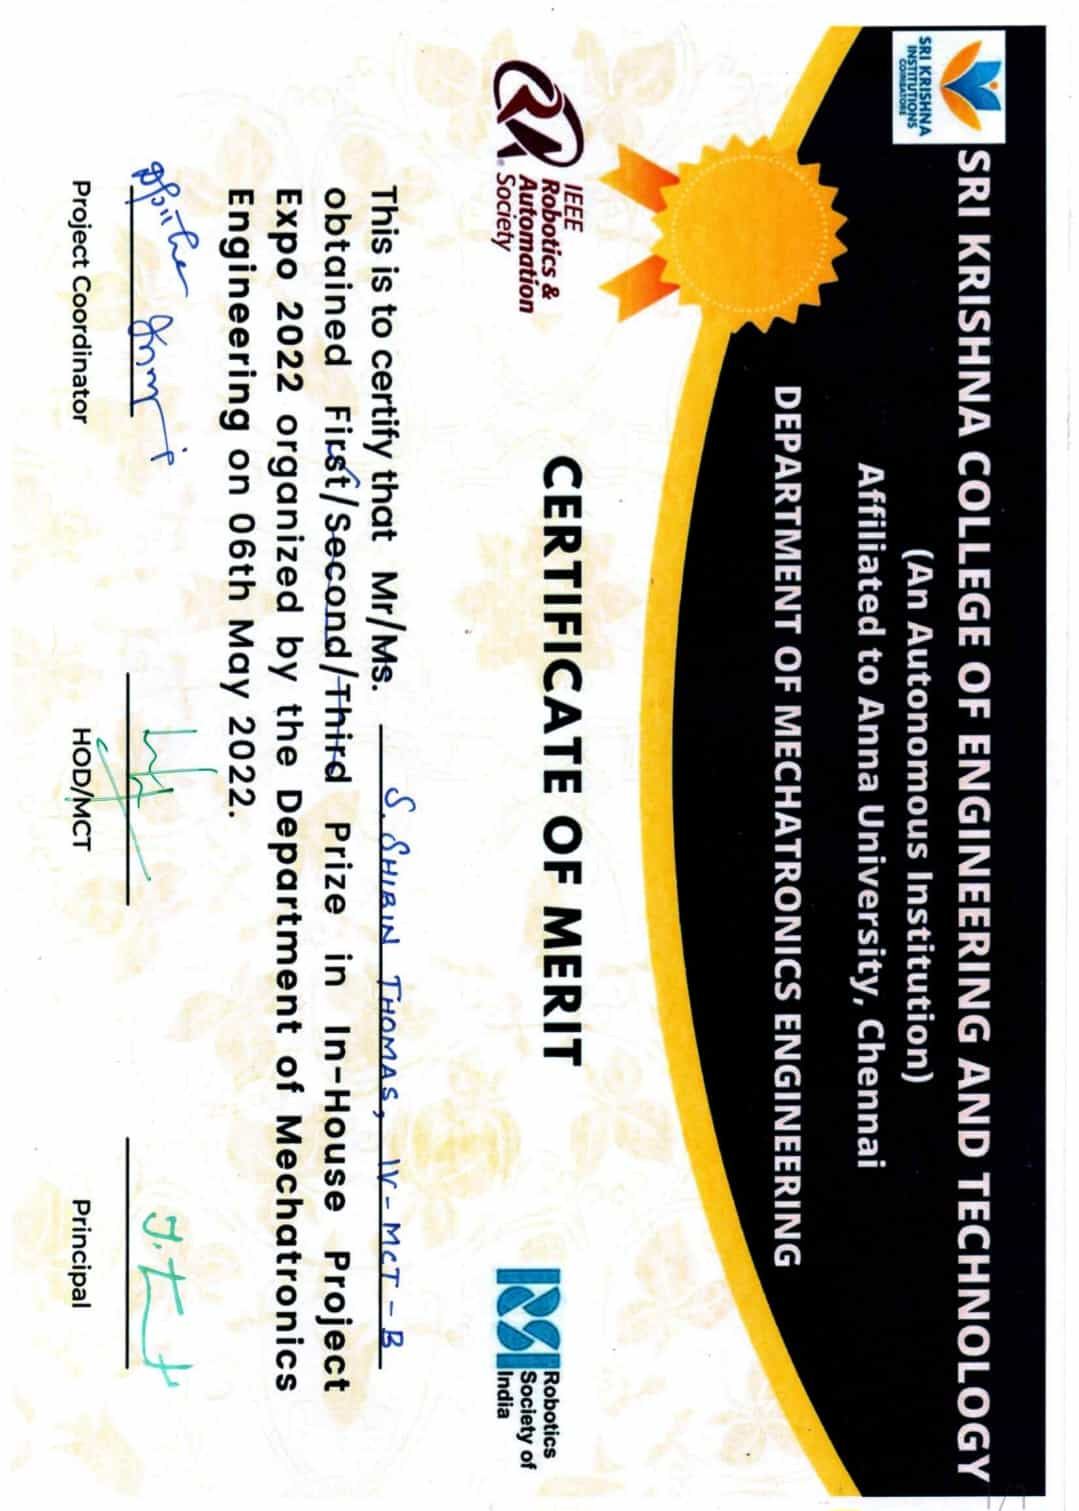 SRI KRISHNA
INSTITUTIONS
COIMBATORE
SRI KRISHNA COLLEGE OF ENGINEERING AND TECHNOLOGY
(An Autonomous Institution)
Affiliated to Anna University, Chennai
DEPARTMENT OF MECHATRONICS ENGINEERING
IEEE
Robotics &
Automation
Society
CERTIFICATE OF MERIT
RSI
Robotics
Society of
India
This is to certify that Mr/Ms. S. SHIBIN THOMAS, IV - MCT - B
obtained First/Second/Third Prize in In-House Project
Expo 2022 organized by the Department of Mechatronics
Engineering on 06th May 2022.
Project Coordinator
HOD/MCT
Principal